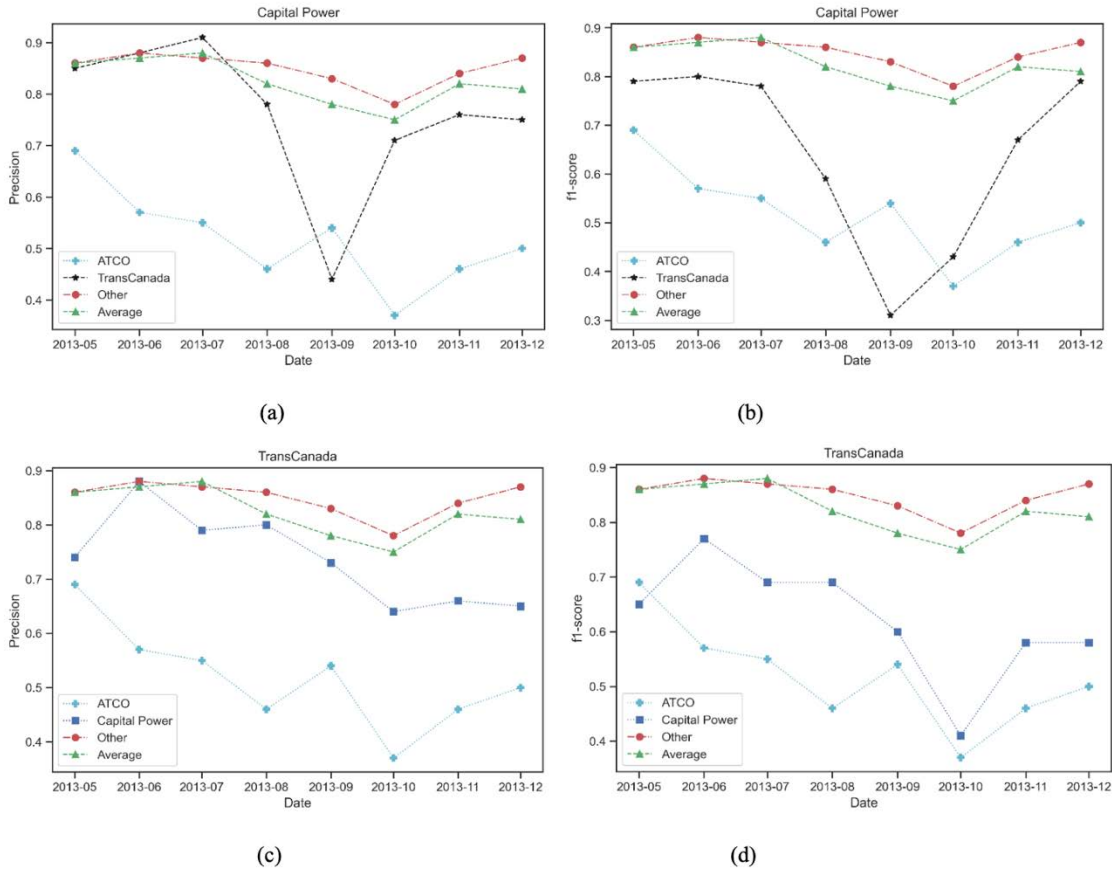 Capital Power
Precision
0.9
0.8
0.7
0.6
0.5
0.4
ATCO
TransCanada
Other
Average
2013-05 2013-06 2013-07 2013-08 2013-09 2013-10 2013-11 2013-12
Date
(a)
Capital Power
f1-score
0.9
0.8
0.7
0.6
0.5
0.4
0.3
ATCO
TransCanada
Other
Average
2013-05 2013-06 2013-07 2013-08 2013-09 2013-10 2013-11 2013-12
Date
(b)
TransCanada
Precision
0.9
0.8
0.7
0.6
0.5
0.4
ATCO
Capital Power
Other
Average
2013-05 2013-06 2013-07 2013-08 2013-09 2013-10 2013-11 2013-12
Date
(c)
TransCanada
f1-score
0.9
0.8
0.7
0.6
0.5
0.4
ATCO
Capital Power
Other
Average
2013-05 2013-06 2013-07 2013-08 2013-09 2013-10 2013-11 2013-12
Date
(d)